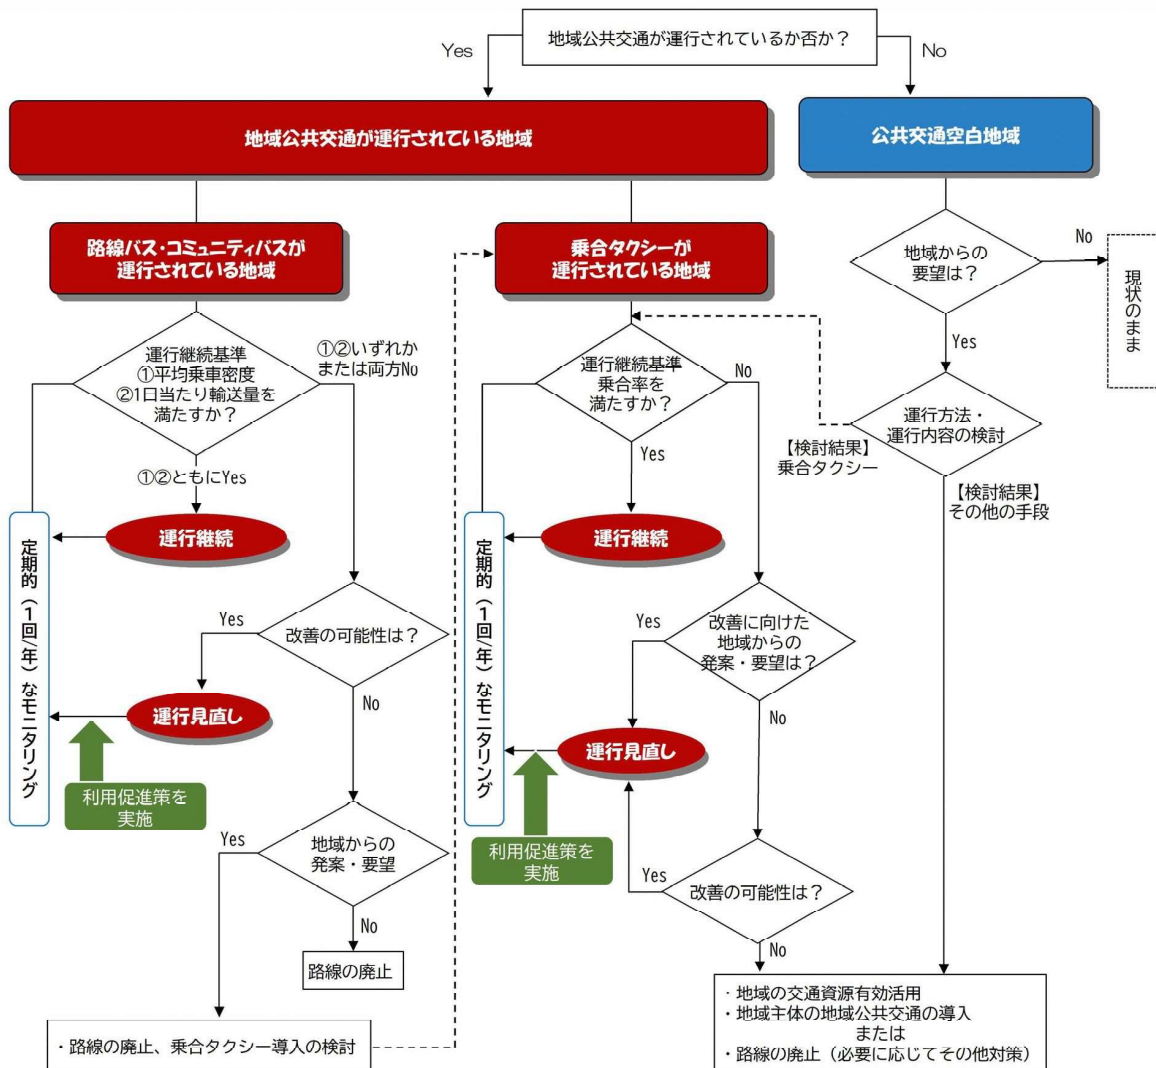 地域公共交通が運行されているか否か？
Yes
No
地域公共交通が運行されている地域
公共交通空白地域
路線バス・コミュニティバスが
運行されている地域
乗合タクシーが
運行されている地域
地域からの
要望は？
No
現状のまま
Yes
運行継続基準
①平均乗車密度
②1日当たり輸送量を
満たすか？
①②いずれか
または両方No
①②ともにYes
運行継続
運行継続基準
乗合率を
満たすか？
No
Yes
運行継続
運行方法・
運行内容の検討
【検討結果】
乗合タクシー
【検討結果】
その他の手段
定期的（1回/年）なモニタリング
改善の可能性は？
Yes
No
運行見直し
利用促進策を
実施
地域からの
発案・要望
Yes
No
路線の廃止
・路線の廃止、乗合タクシー導入の検討
定期的（1回/年）なモニタリング
改善に向けた
地域からの
発案・要望は？
Yes
No
運行見直し
利用促進策を
実施
改善の可能性は？
Yes
No
・地域の交通資源有効活用
・地域主体の地域公共交通の導入
または
・路線の廃止（必要に応じてその他対策）